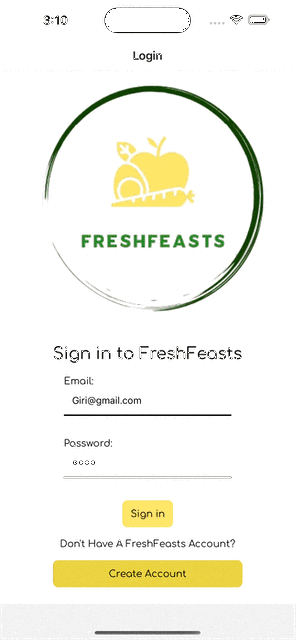 3:10
Login
FRESHFEASTS
Sign in to FreshFeasts
Email:
Giri@gmail.com
Password:
Sign in
Don't Have A FreshFeasts Account?
Create Account